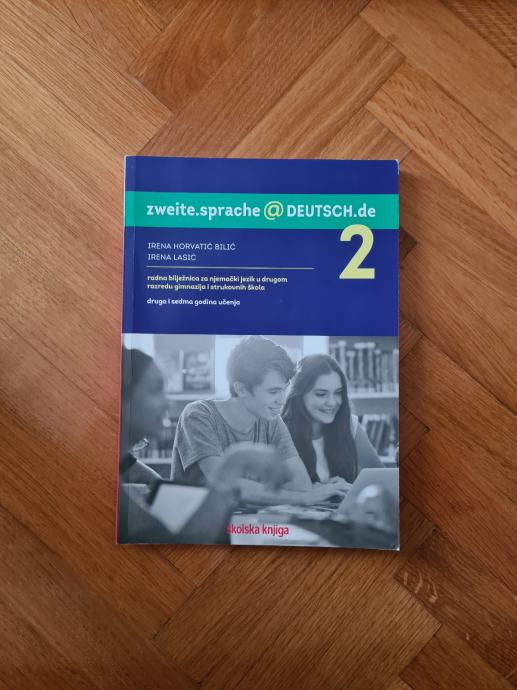 zweite.sprache@DEUTSCH.de
2
IRENA HORVATIĆ BILIĆ
IRENA LASIĆ
radna bilježnica za njemački jezik u drugom
razredu gimnazija i strukovnih škola
druga i sedma godina učenja
školska knjiga